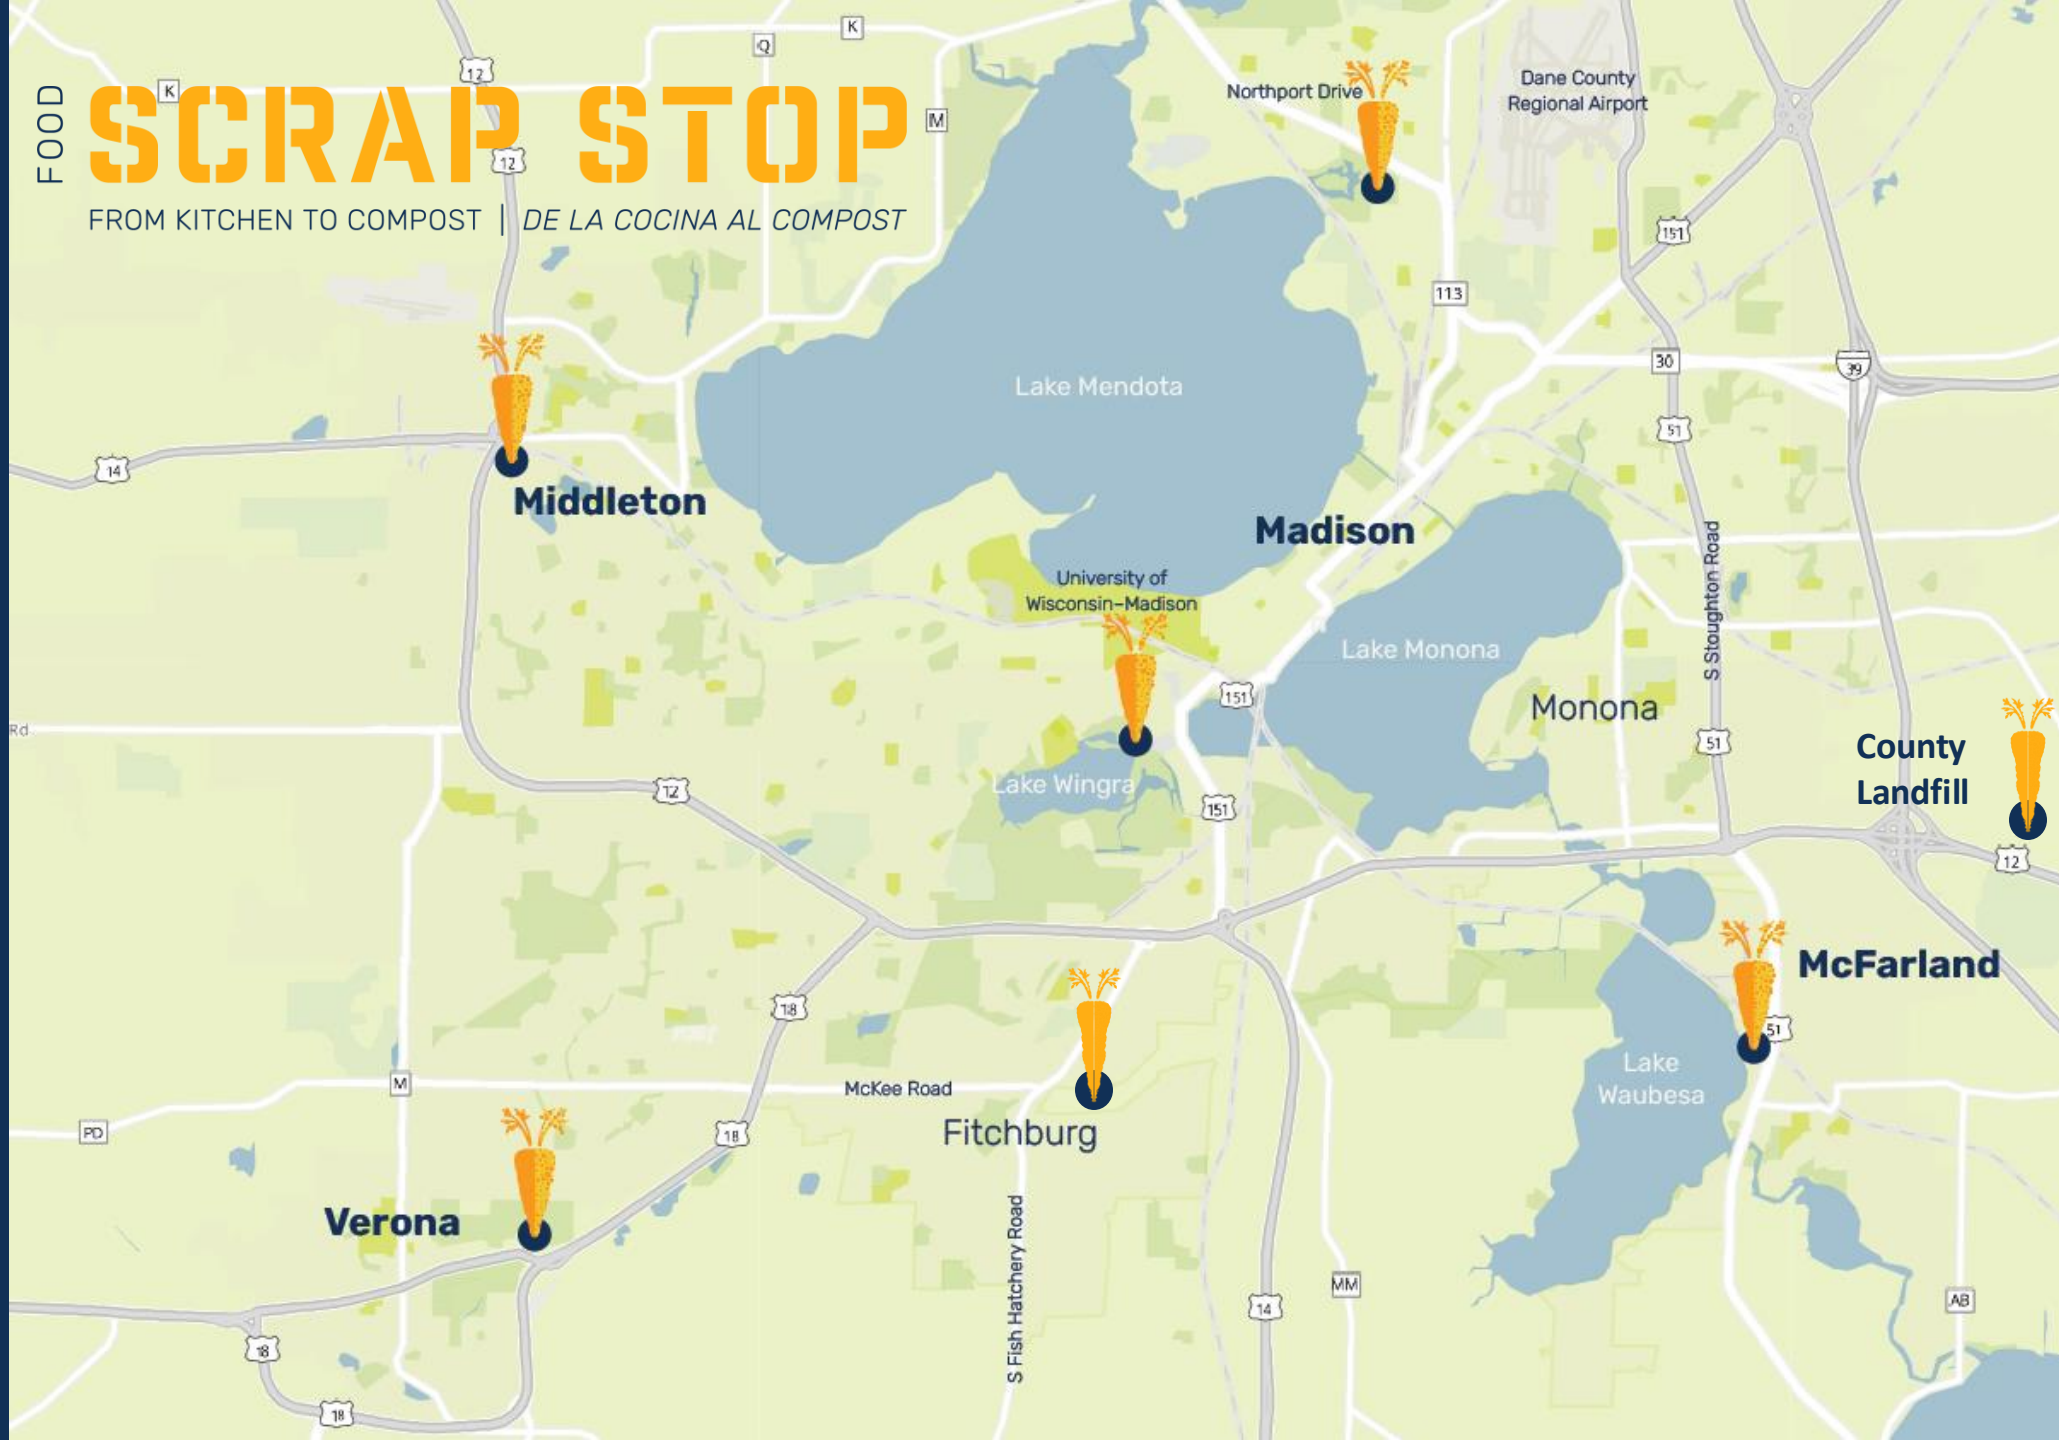 FOOD
SCRAP STOP
FROM KITCHEN TO COMPOST | DE LA COCINA AL COMPOST
K
Q
K
12
M
12
Northport Drive
Dane County
Regional Airport
151
113
30
39
51
Lake Mendota
14
Middleton
Madison
University of
Wisconsin–Madison
S Stoughton Road
Lake Monona
151
Monona
Rd
51
County
Landfill
Lake Wingra
12
151
12
McFarland
18
51
Lake
Waubesa
M
McKee Road
PD
18
Fitchburg
Verona
S Fish Hatchery Road
MM
14
AB
18
18